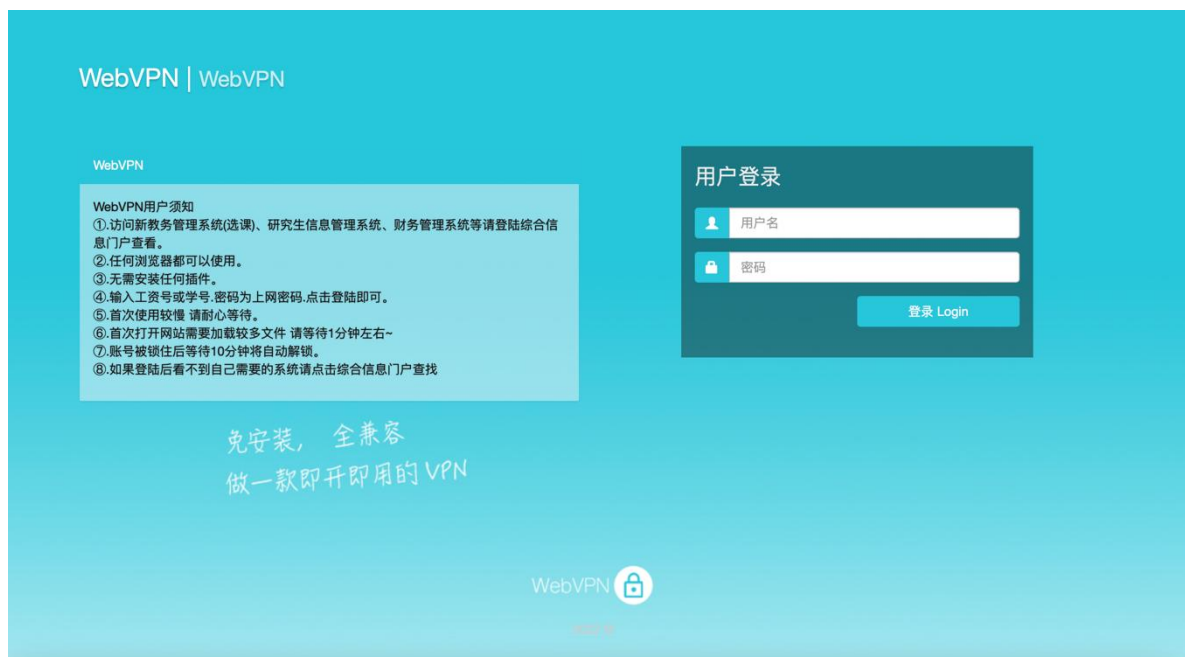 WebVPN | WebVPN
WebVPN
WebVPN用户须知
①.访问新教务管理系统(选课)、研究生信息管理系统、财务管理系统等请登陆综合信
息门户查看。
②.任何浏览器都可以使用。
③.无需安装任何插件。
④.输入工资号或学号.密码为上网密码.点击登陆即可。
⑤.首次使用较慢 请耐心等待。
⑥.首次打开网站需要加载较多文件 请等待1分钟左右~
⑦.账号被锁住后等待10分钟将自动解锁。
⑧.如果登陆后看不到自己需要的系统请点击综合信息门户查找
用户登录
用户名
密码
登录 Login
免安装, 全兼容
做一款即开即用的 VPN
WebVPN